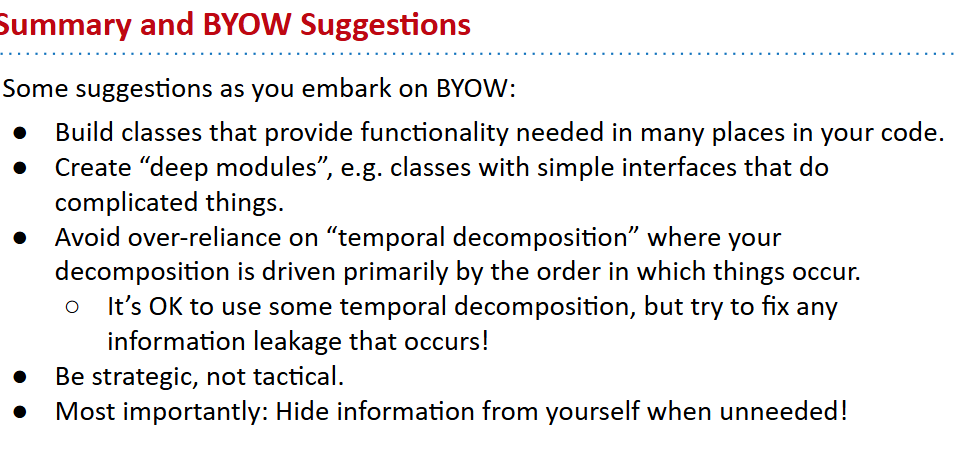 Summary and BYOW Suggestions
Some suggestions as you embark on BYOW:
● Build classes that provide functionality needed in many places in your code.
● Create “deep modules”, e.g. classes with simple interfaces that do
complicated things.
● Avoid over-reliance on “temporal decomposition” where your
decomposition is driven primarily by the order in which things occur.
○ It’s OK to use some temporal decomposition, but try to fix any
information leakage that occurs!
● Be strategic, not tactical.
● Most importantly: Hide information from yourself when unneeded!